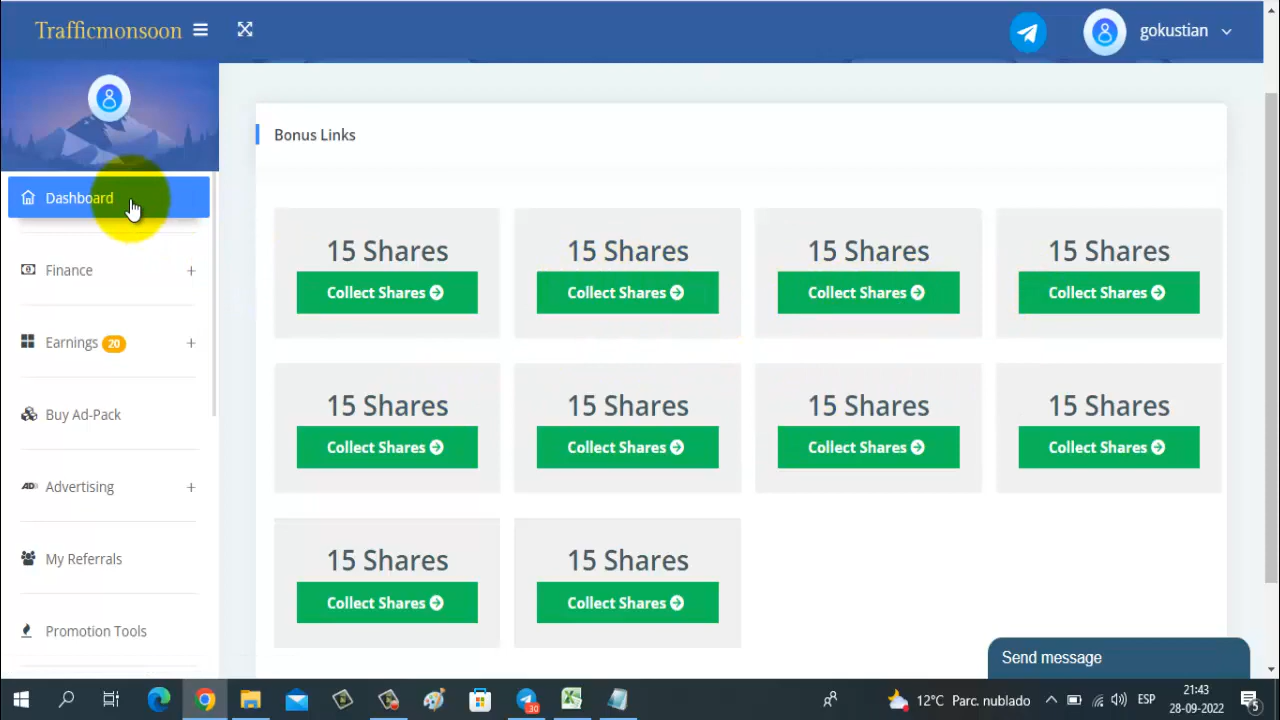 Trafficmonsoon
gokustian
Dashboard
Finance
Earnings 20
Buy Ad-Pack
AD Advertising
My Referrals
Promotion Tools
Bonus Links
15 Shares 15 Shares 15 Shares 15 Shares
Collect Shares Collect Shares Collect Shares Collect Shares
15 Shares 15 Shares 15 Shares 15 Shares
Collect Shares Collect Shares Collect Shares Collect Shares
15 Shares 15 Shares
Collect Shares Collect Shares
Send message
30
12°C Parc. nublado
ESP
21:43
28-09-2022
5